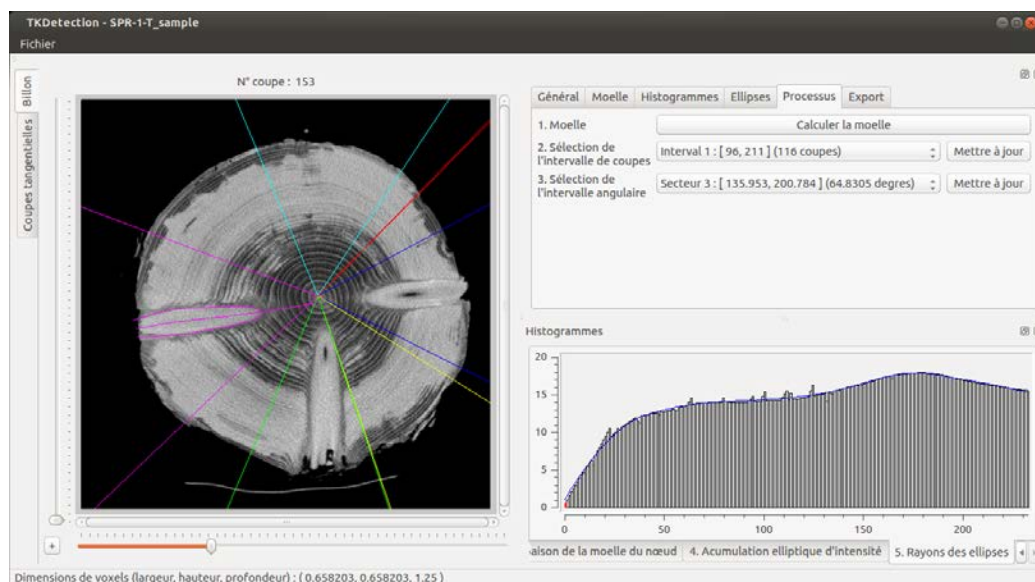 TKDetection - SPR-1-T_sample
Fichier
Billon
Coupes tangentielles
N° coupe : 153
Général Moelle Histogrammes Ellipses Processus Export
1. Moelle Calculer la moelle
2. Sélection de l'intervalle de coupes Interval 1 : [ 96, 211 ] (116 coupes) Mettre à jour
3. Sélection de l'intervalle angulaire Secteur 3 : [ 135.953, 200.784 ] (64.8305 degres) Mettre à jour
Histogrammes
20
15
10
5
0
0 50 100 150 200
aison de la moelle du nœud 4. Acumulation elliptique d'intensité 5. Rayons des ellipses
Dimensions de voxels (largeur, hauteur, profondeur) : ( 0.658203, 0.658203, 1.25 )